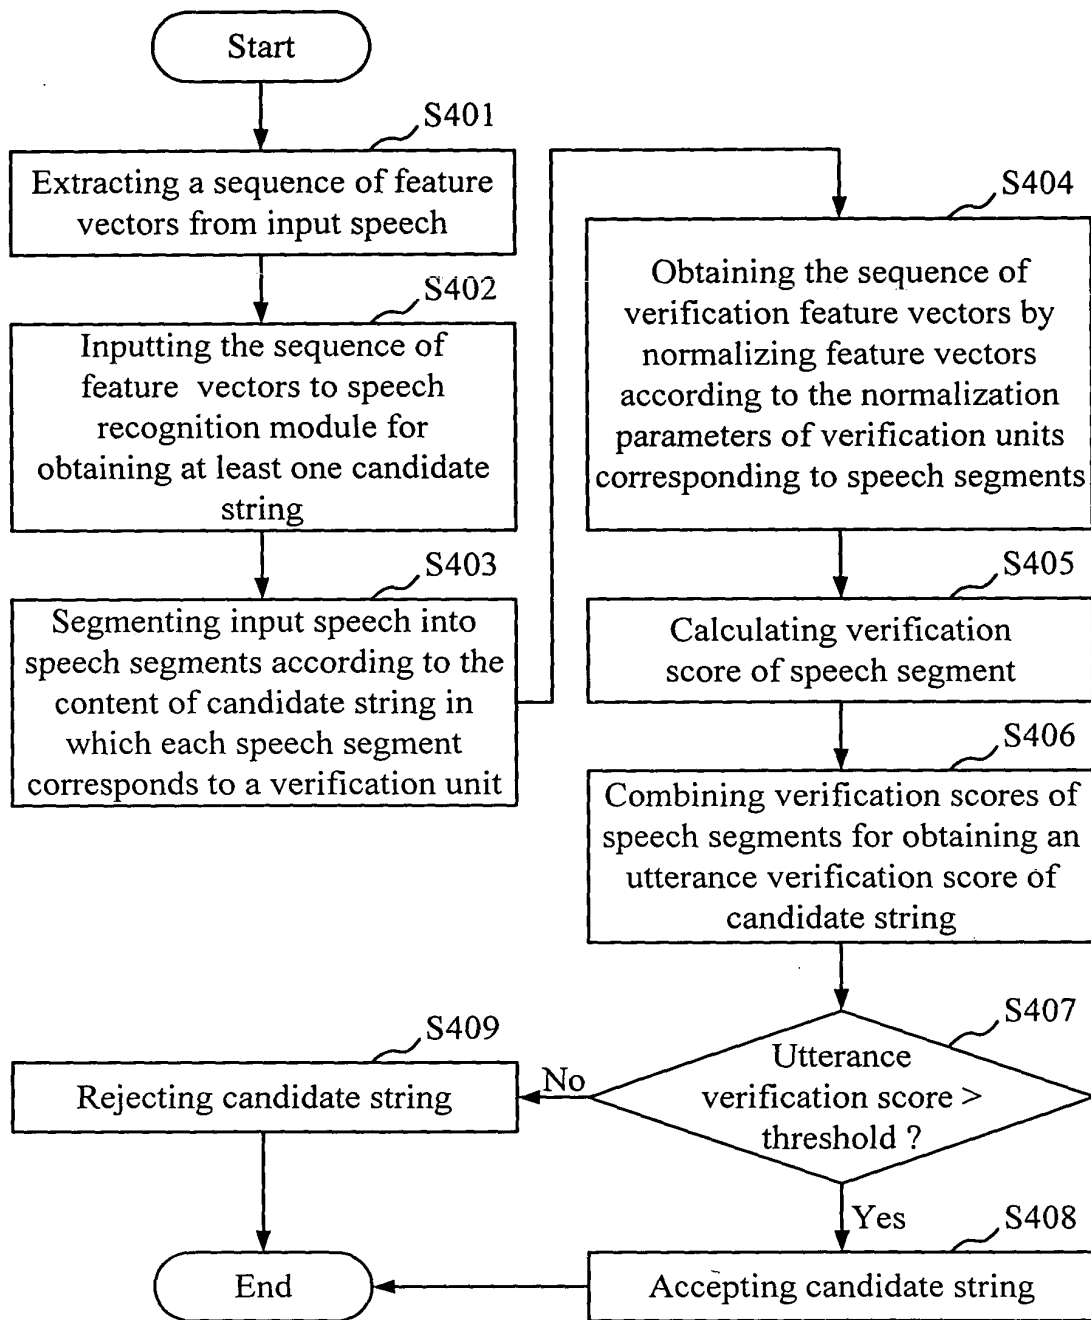 Start
S401
Extracting a sequence of feature
vectors from input speech
S402
Inputting the sequence of
feature vectors to speech
recognition module for
obtaining at least one candidate
string
S403
Segmenting input speech into
speech segments according to the
content of candidate string in
which each speech segment
corresponds to a verification unit
S404
Obtaining the sequence of
verification feature vectors by
normalizing feature vectors
according to the normalization
parameters of verification units
corresponding to speech segments
S405
Calculating verification
score of speech segment
S406
Combining verification scores of
speech segments for obtaining an
utterance verification score of
candidate string
S407
Utterance
verification score >
threshold ?
No
S409
Rejecting candidate string
Yes
S408
Accepting candidate string
End